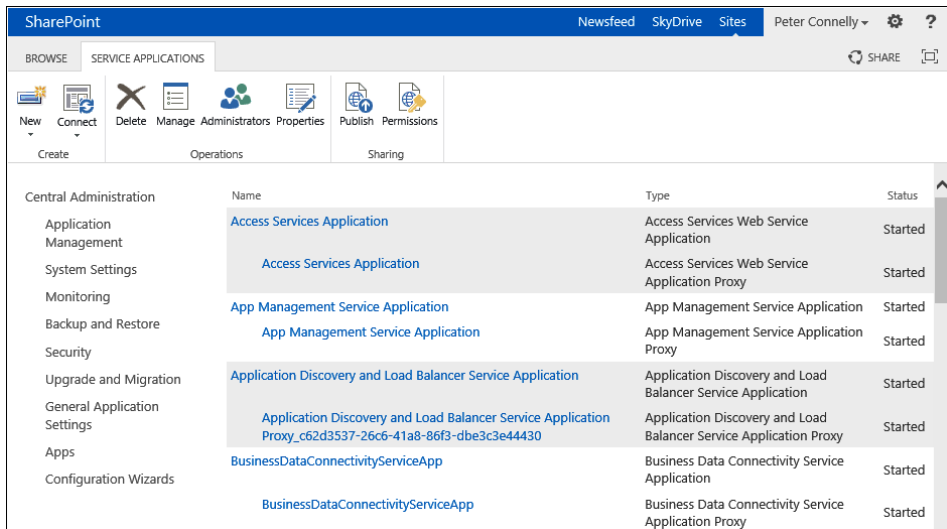 SharePoint
Newsfeed SkyDrive Sites Peter Connelly ?
BROWSE SERVICE APPLICATIONS SHARE
New Connect Delete Manage Administrators Properties Publish Permissions
Create Operations Sharing
Central Administration
Application
Management
System Settings
Monitoring
Backup and Restore
Security
Upgrade and Migration
General Application
Settings
Apps
Configuration Wizards
Name Type Status
Access Services Application Access Services Web Service
Application Started
Access Services Application Access Services Web Service
Application Proxy Started
App Management Service Application App Management Service Application Started
App Management Service Application App Management Service Application
Proxy Started
Application Discovery and Load Balancer Service Application Application Discovery and Load
Balancer Service Application Started
Application Discovery and Load Balancer Service Application Application Discovery and Load
Proxy_c62d3537-26c6-41a8-86f3-dbe3c3e44430 Balancer Service Application Proxy Started
BusinessDataConnectivityServiceApp Business Data Connectivity Service
Application Started
BusinessDataConnectivityServiceApp Business Data Connectivity Service
Application Proxy Started